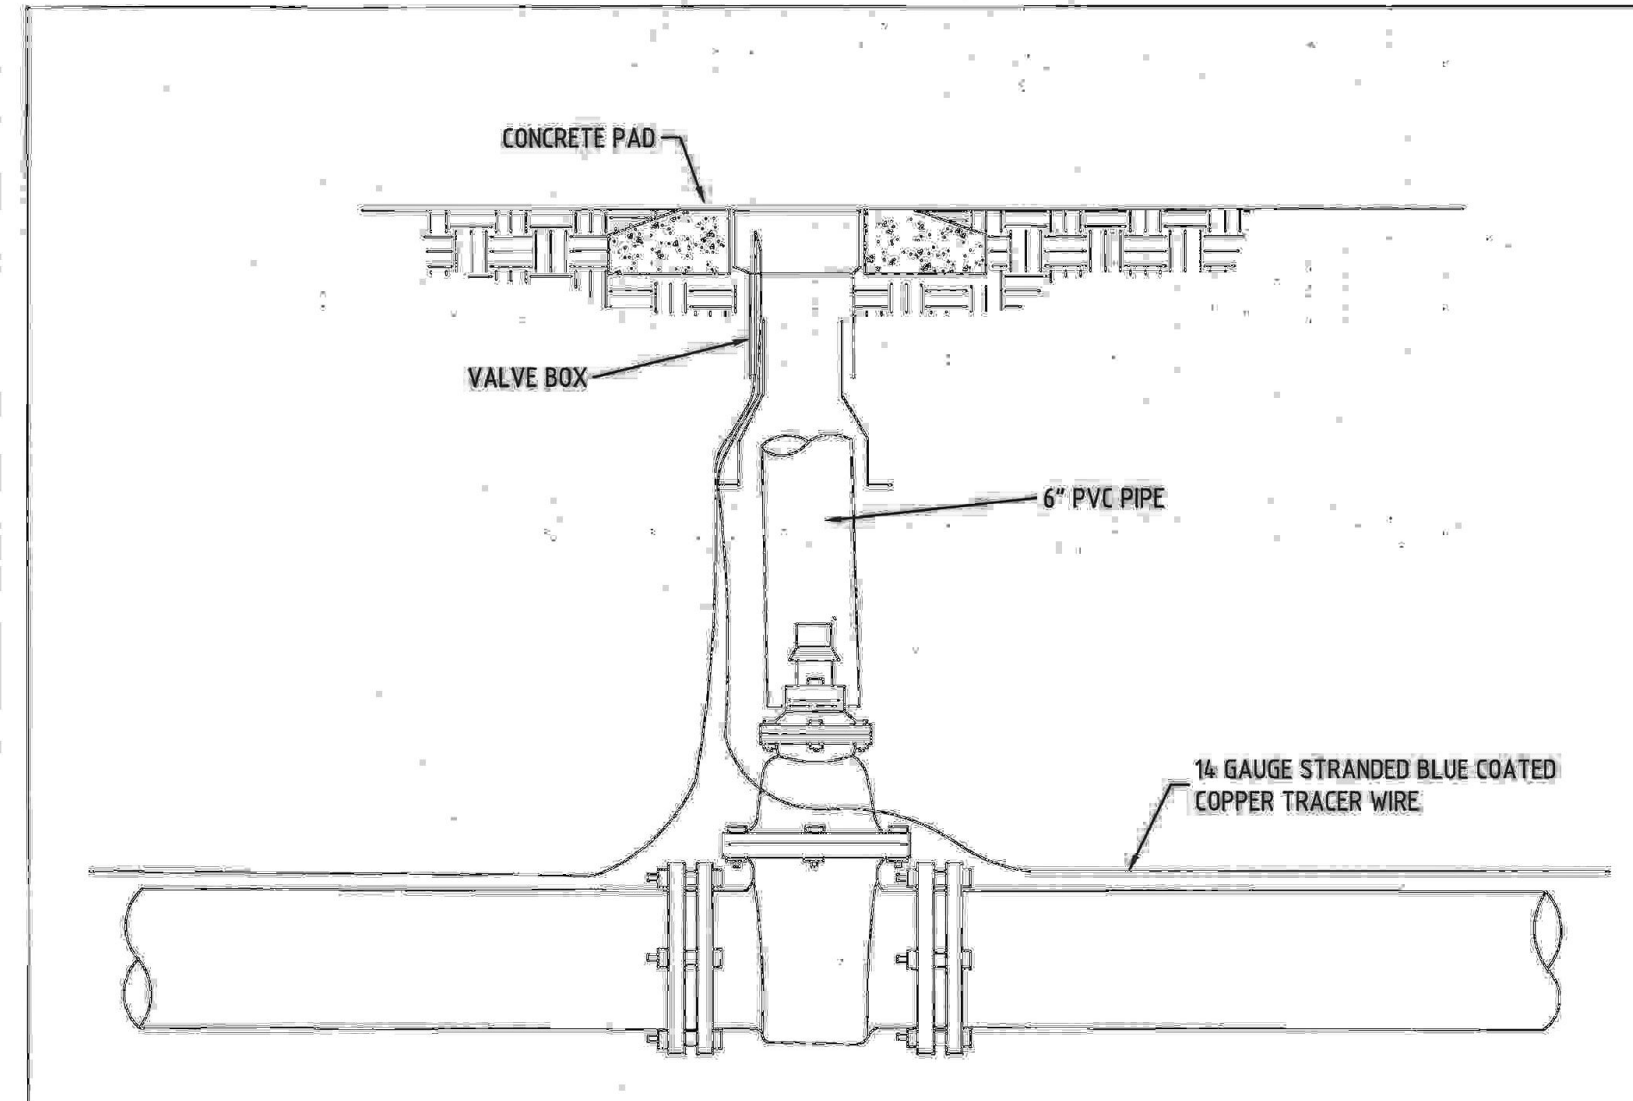 CONCRETE PAD
VALVE BOX
6" PVC PIPE
14 GAUGE STRANDED BLUE COATED
COPPER TRACER WIRE